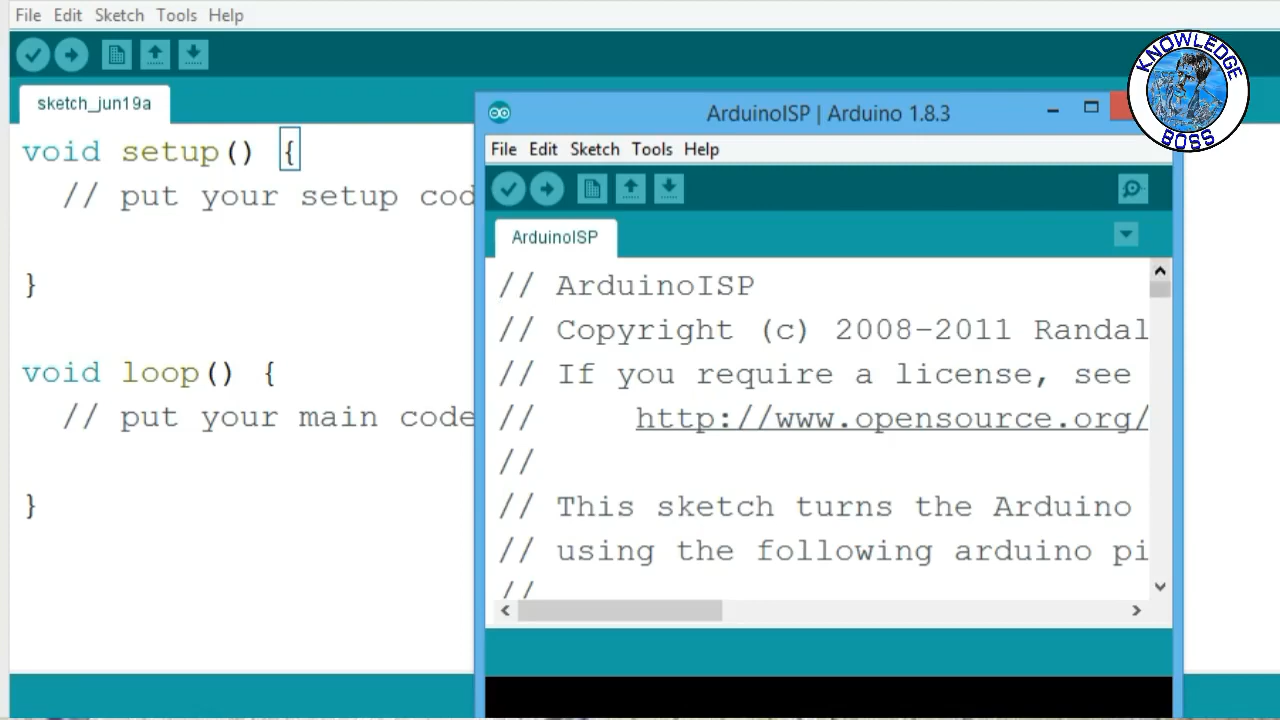 File Edit Sketch Tools Help
sketch_jun19a
void setup() {
// put your setup cod
}
void loop() {
// put your main code
}
KNOWLEDGE
BOSS
ArduinoISP | Arduino 1.8.3
File Edit Sketch Tools Help
ArduinoISP
// ArduinoISP
// Copyright (c) 2008-2011 Randal
// If you require a license, see
// http://www.opensource.org/
//
// This sketch turns the Arduino
// using the following arduino pi
//